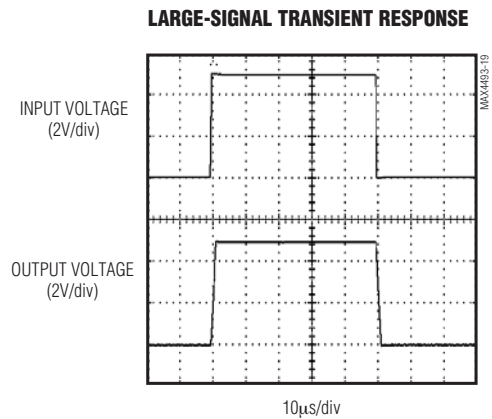 LARGE-SIGNAL TRANSIENT RESPONSE
MAX4493-19
INPUT VOLTAGE
(2V/div)
OUTPUT VOLTAGE
(2V/div)
10μs/div